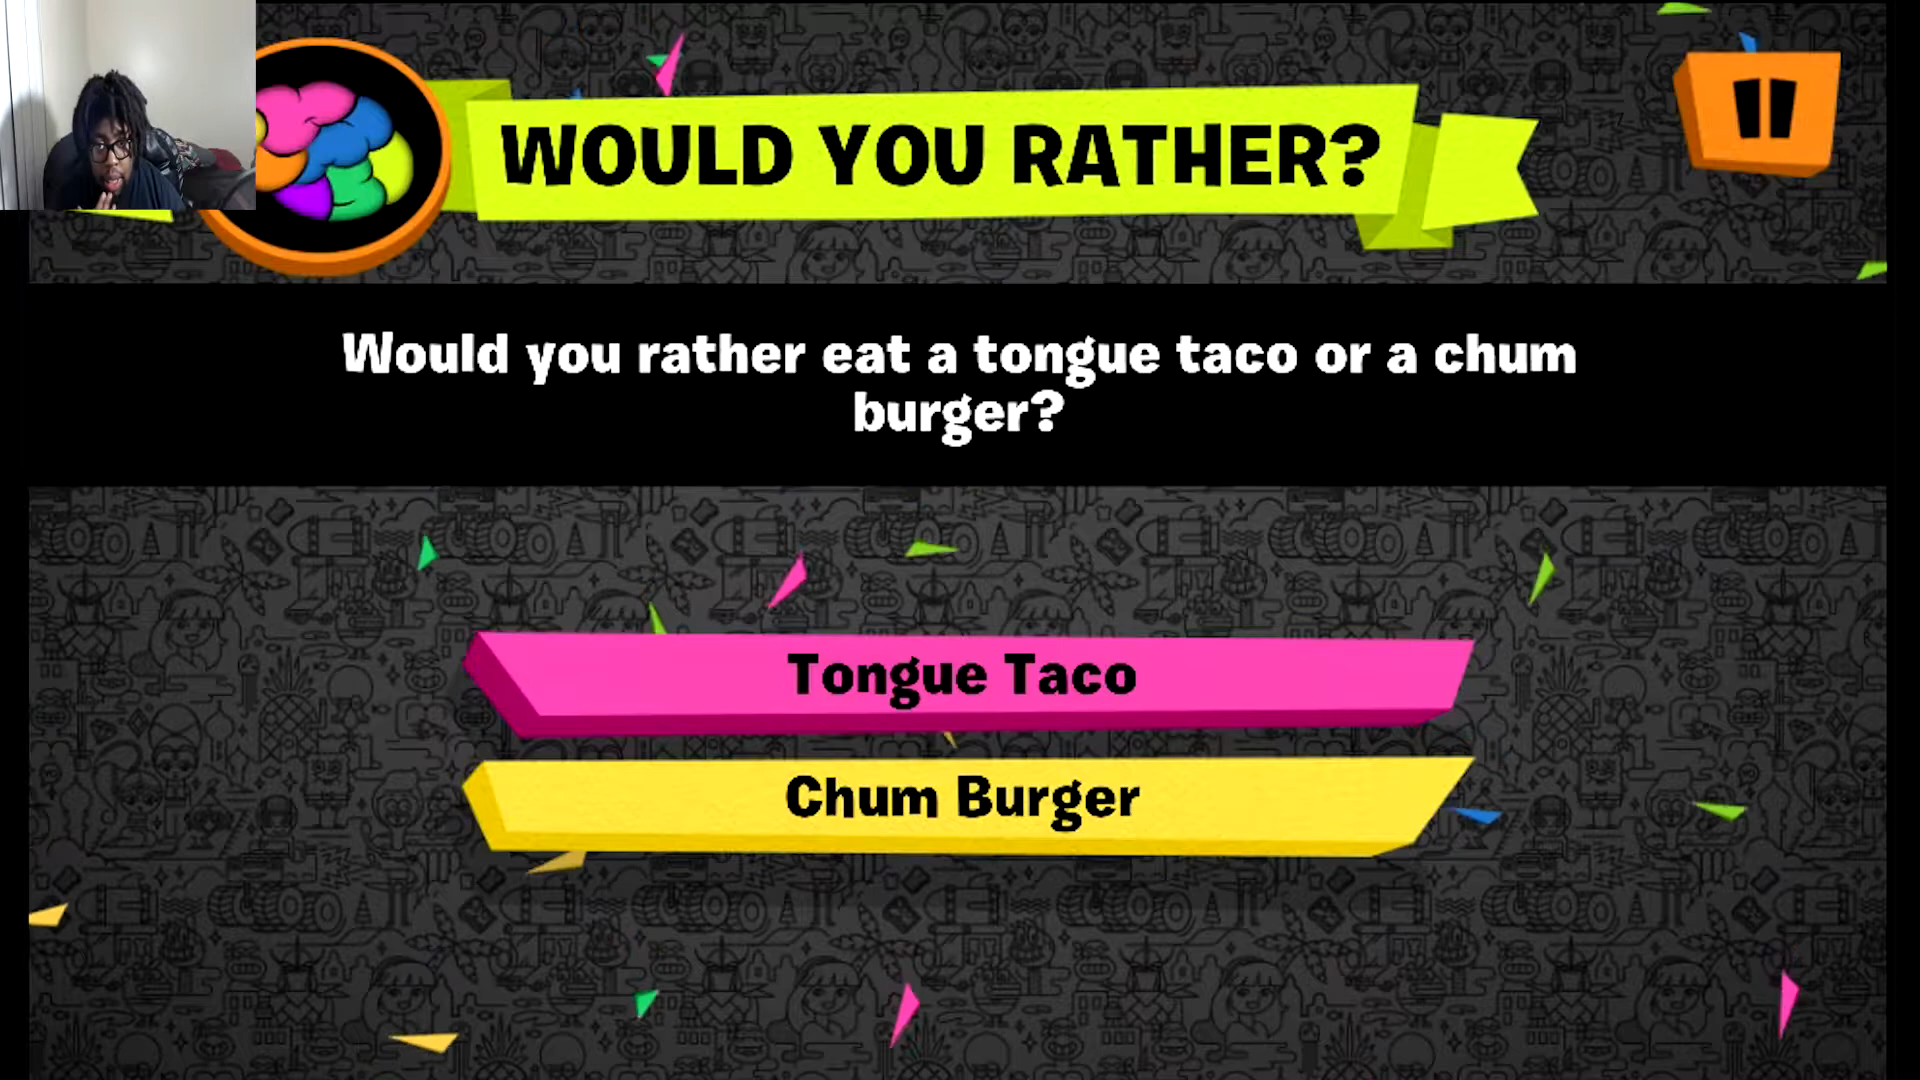 WOULD YOU RATHER?
Would you rather eat a tongue taco or a chum
burger?
Tongue Taco
Chum Burger